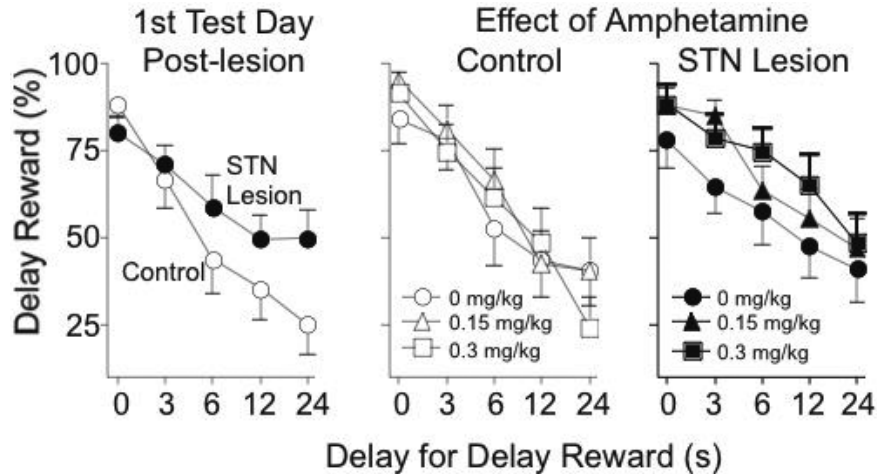 1st Test Day
Post-lesion
Effect of Amphetamine
Control
STN Lesion
Delay Reward (%)
100
75
50
25
STN
Lesion
Control
0 mg/kg
0.15 mg/kg
0.3 mg/kg
0 mg/kg
0.15 mg/kg
0.3 mg/kg
0 3 6 12 24
0 3 6 12 24
0 3 6 12 24
Delay for Delay Reward (s)